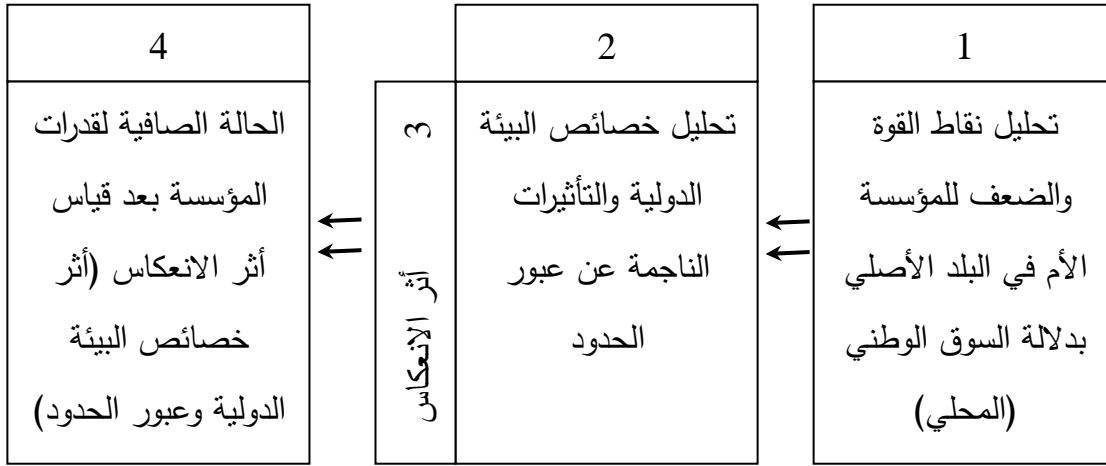 1
تحليل نقاط القوة
والضعف للمؤسسة
الأم في البلد الأصلي
بدلالة السوق الوطني
(المحلي)
2
تحليل خصائص البيئة
الدولية والتأثيرات
الناجمة عن عبور
الحدود
3
أثر الانعكاس
4
الحالة الصافية لقدرات
المؤسسة بعد قياس
أثر الانعكاس (أثر
خصائص البيئة
الدولية وعبور الحدود)